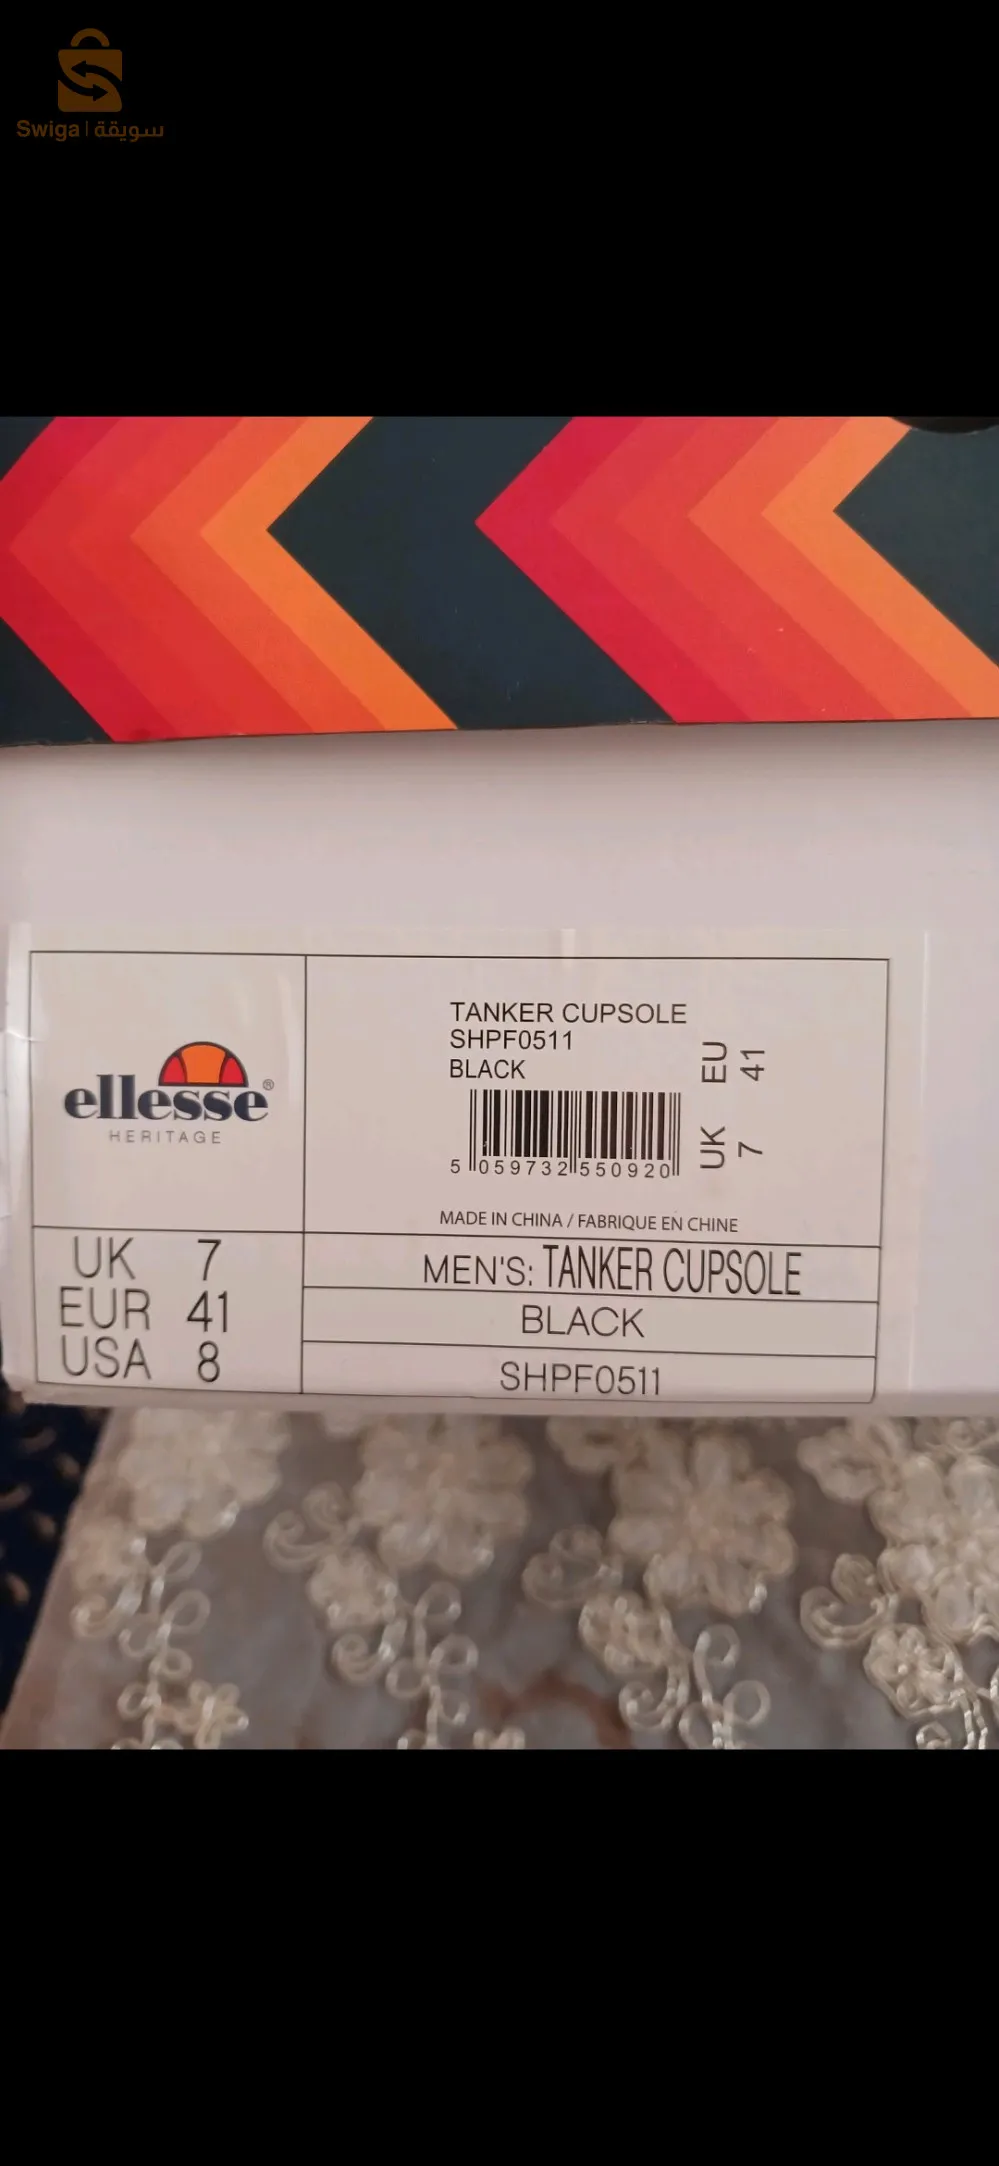 Swiga | سويقة
TANKER CUPSOLE
SHPF0511
BLACK
EU 41
UK 7
5 059732 550920
MADE IN CHINA / FABRIQUE EN CHINE
ellesse®
HERITAGE
UK 7
EUR 41
USA 8
MEN'S: TANKER CUPSOLE
BLACK
SHPF0511